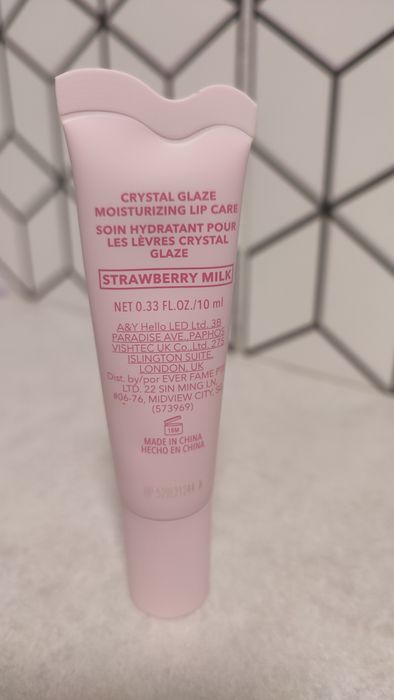 CRYSTAL GLAZE
MOISTURIZING LIP CARE
SOIN HYDRATANT POUR
LES LÈVRES CRYSTAL
GLAZE
STRAWBERRY MILK
NET 0.33 FL.OZ./10 ml
A&Y Hello LED Ltd. 3B
PARADISE AVE., PAPHOS
VISHTEC UK Co.,Ltd. 275
ISLINGTON SUITE,
LONDON, UK
Dist. by/por EVER FAME
LTD. 22 SIN MING LN,
#06-76, MIDVIEW CITY,
(573969)
18M
MADE IN CHINA
HECHO EN CHINA